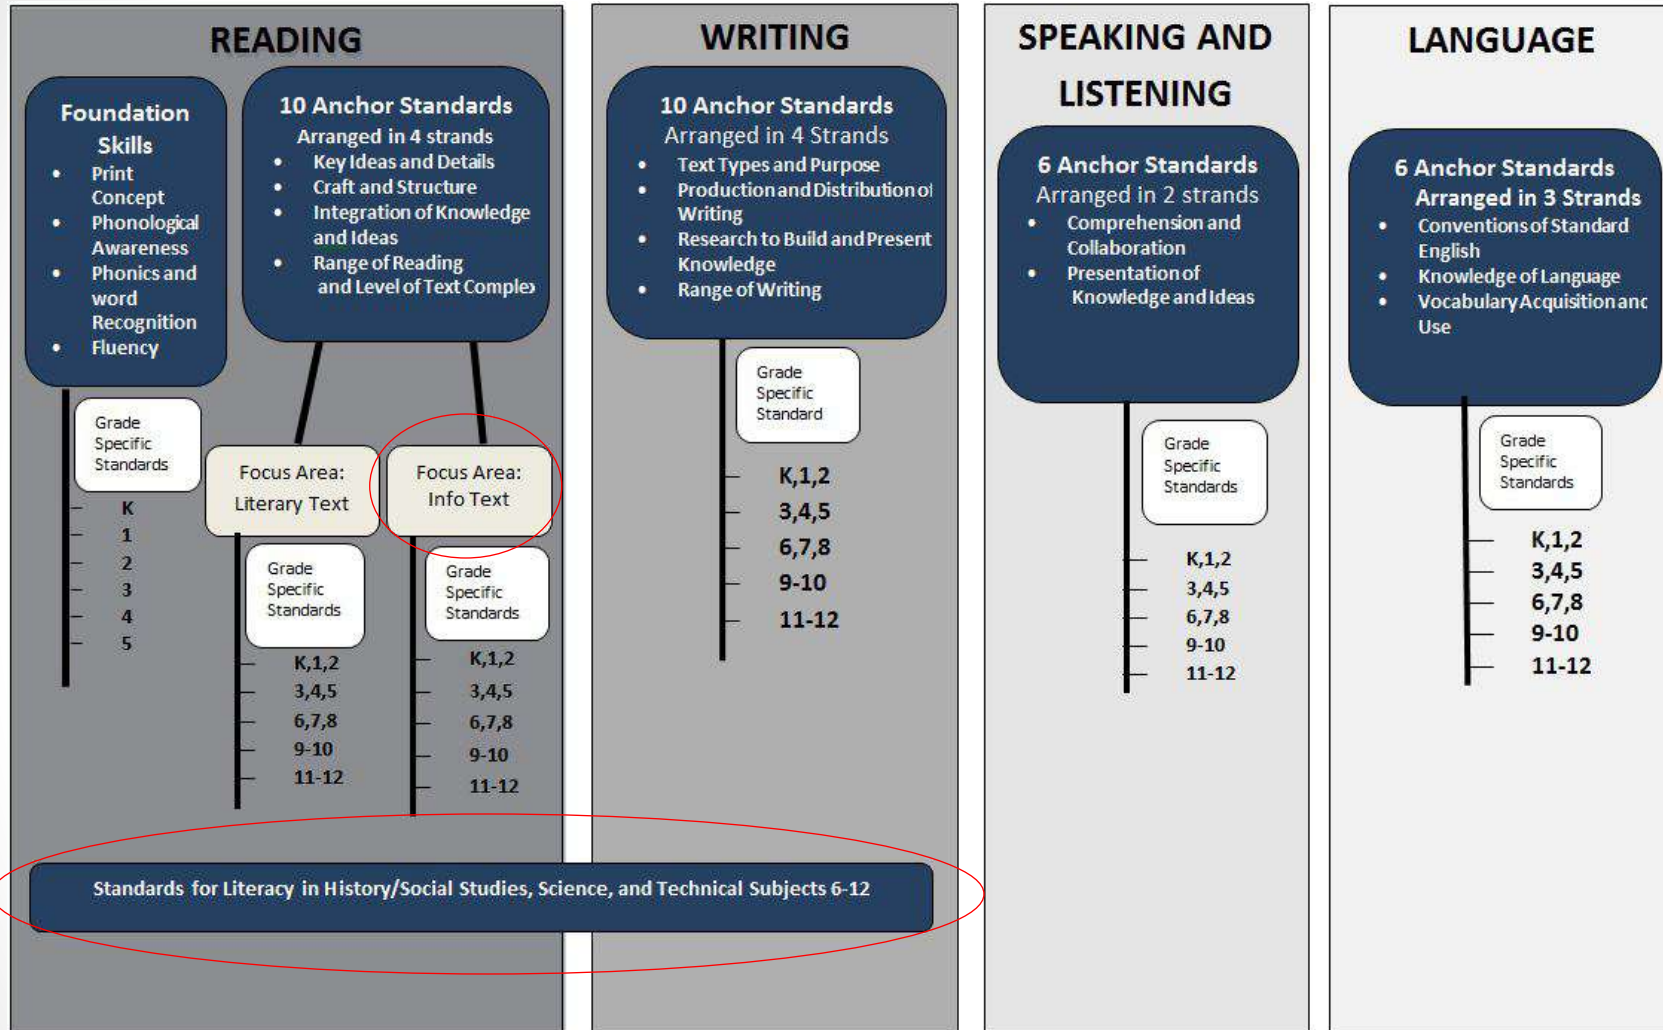 READING
Foundation
Skills
• Print
Concept
• Phonological
Awareness
• Phonics and
word
Recognition
• Fluency
Grade
Specific
Standards
K
1
2
3
4
5
10 Anchor Standards
Arranged in 4 strands
• Key Ideas and Details
• Craft and Structure
• Integration of Knowledge
and Ideas
• Range of Reading
and Level of Text Complex
Focus Area:
Literary Text
Grade
Specific
Standards
K,1,2
3,4,5
6,7,8
9-10
11-12
Focus Area:
Info Text
Grade
Specific
Standards
K,1,2
3,4,5
6,7,8
9-10
11-12
WRITING
10 Anchor Standards
Arranged in 4 Strands
• Text Types and Purpose
• Production and Distribution of
Writing
• Research to Build and Present
Knowledge
• Range of Writing
Grade
Specific
Standard
K,1,2
3,4,5
6,7,8
9-10
11-12
Standards for Literacy in History/Social Studies, Science, and Technical Subjects 6-12
SPEAKING AND
LISTENING
6 Anchor Standards
Arranged in 2 strands
• Comprehension and
Collaboration
• Presentation of
Knowledge and Ideas
Grade
Specific
Standards
K,1,2
3,4,5
6,7,8
9-10
11-12
LANGUAGE
6 Anchor Standards
Arranged in 3 Strands
• Conventions of Standard
English
• Knowledge of Language
• Vocabulary Acquisition and
Use
Grade
Specific
Standards
K,1,2
3,4,5
6,7,8
9-10
11-12